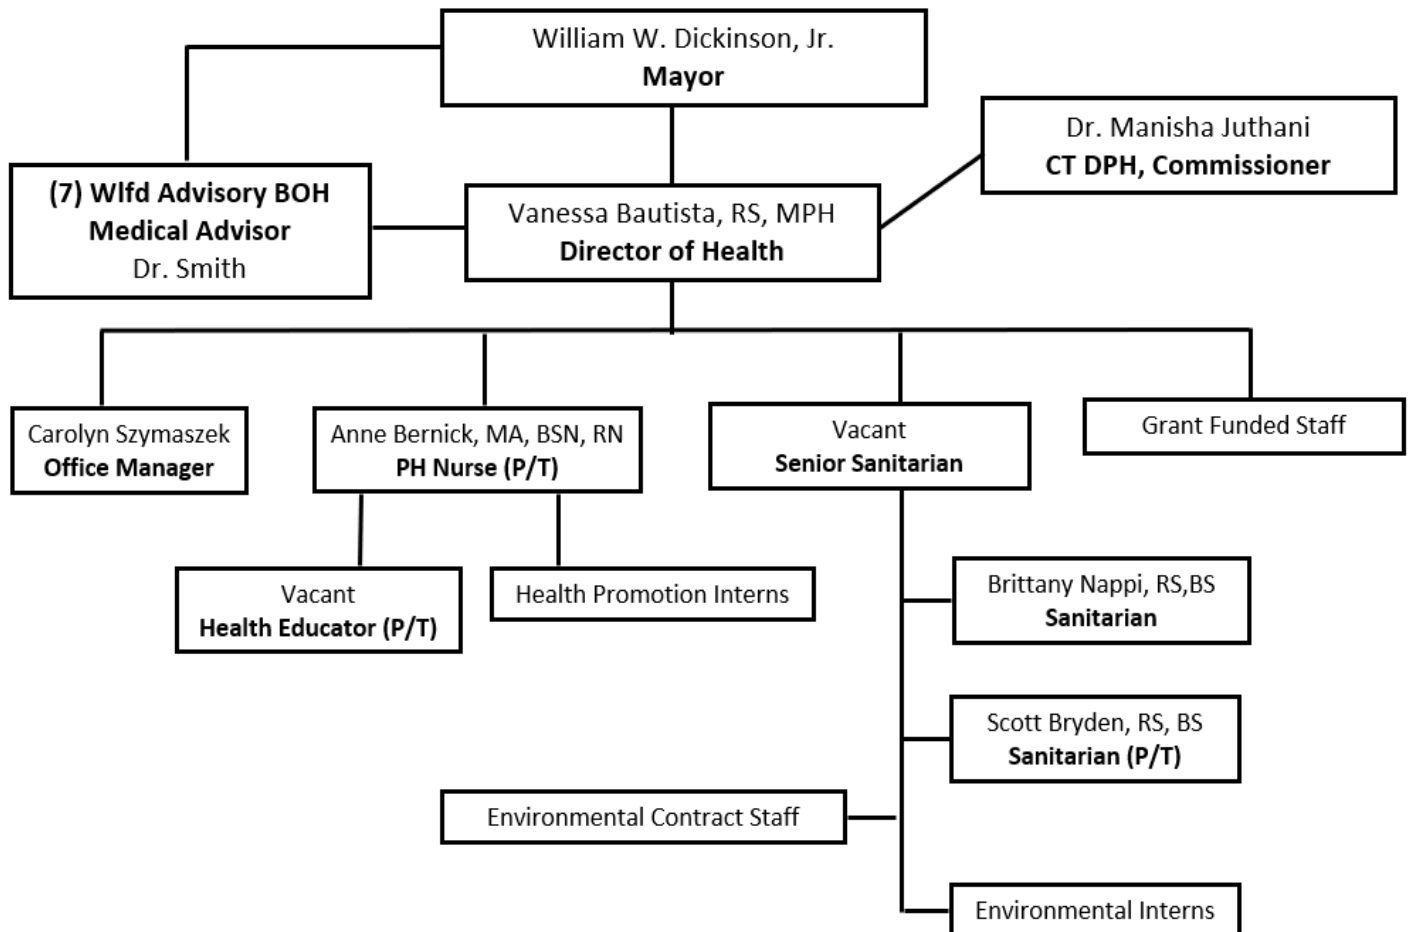 William W. Dickinson, Jr.
Mayor
Dr. Manisha Juthani
CT DPH, Commissioner
(7) Wlfd Advisory BOH
Medical Advisor
Dr. Smith
Vanessa Bautista, RS, MPH
Director of Health
Carolyn Szymaszek
Office Manager
Anne Bernick, MA, BSN, RN
PH Nurse (P/T)
Vacant
Senior Sanitarian
Grant Funded Staff
Vacant
Health Educator (P/T)
Health Promotion Interns
Brittany Nappi, RS,BS
Sanitarian
Scott Bryden, RS, BS
Sanitarian (P/T)
Environmental Contract Staff
Environmental Interns